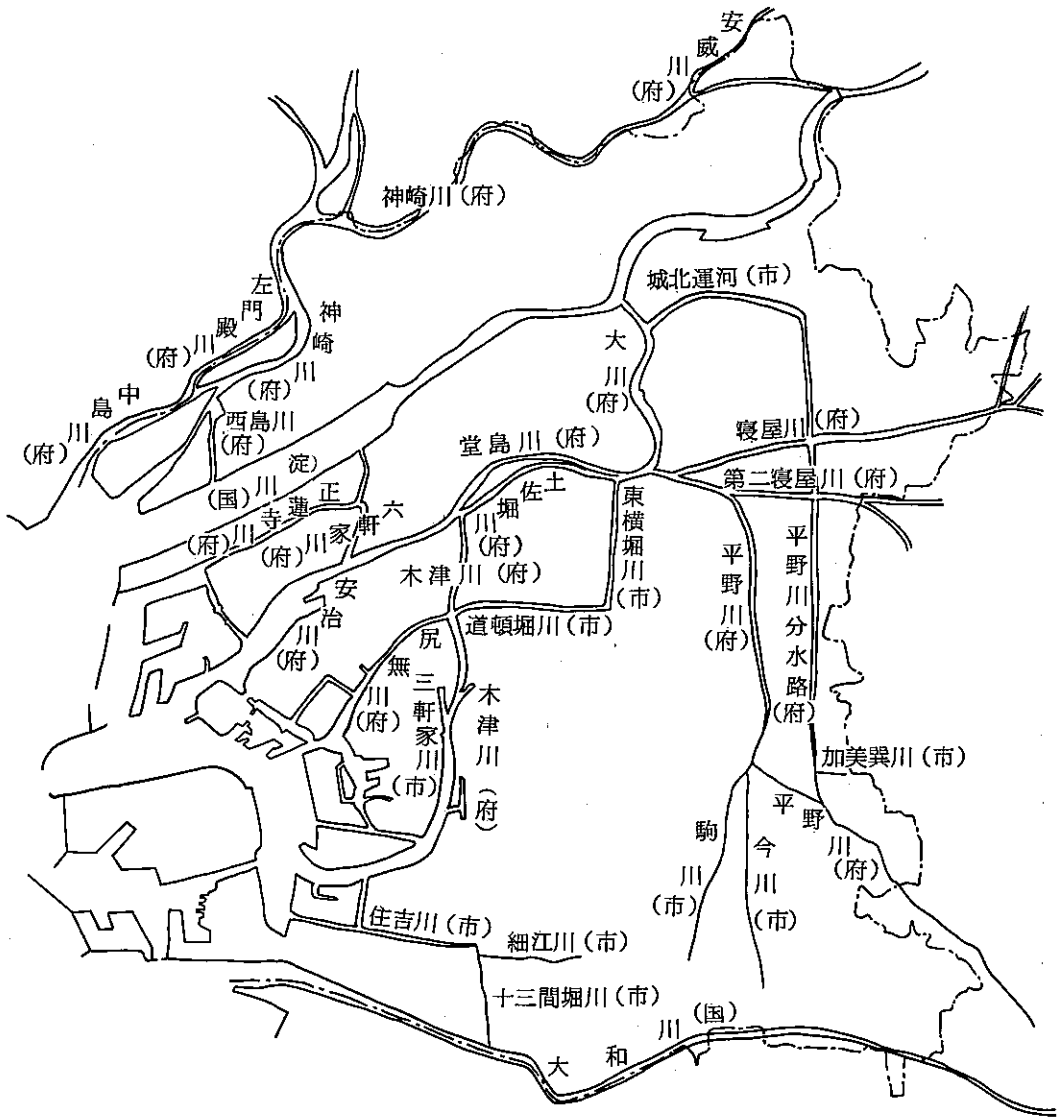 安威川（府）
神崎川（府）
城北運河（市）
左門殿川（府）
神崎川（府）
大川（府）
中島川（府）
西島川（府）
堂島川（府）
寝屋川（府）
淀川（国）
土佐堀川（府）
第二寝屋川（府）
正蓮寺川（府）
六軒家川（府）
東横堀川（市）
平野川（府）
平野川分水路（府）
木津川（府）
安治川（府）
道頓堀川（市）
尻無川（府）
三軒家川（市）
木津川（府）
加美巽川（市）
平野川（府）
駒川（市）
今川（市）
住吉川（市）
細江川（市）
十三間堀川（市）
大和川（国）